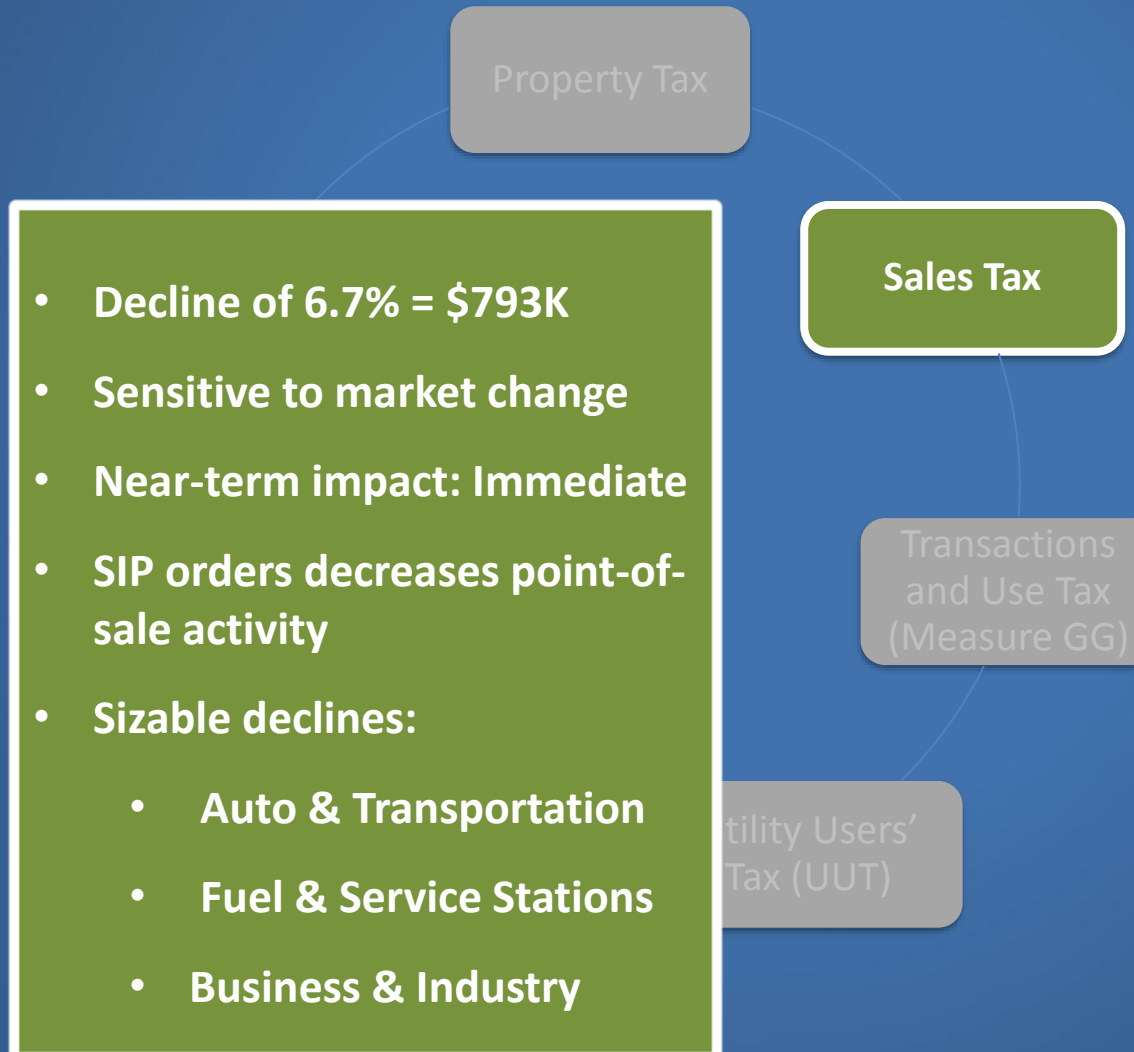 Property Tax
Sales Tax
• Decline of 6.7% = $793K
• Sensitive to market change
• Near-term impact: Immediate
• SIP orders decreases point-of-
sale activity
• Sizable declines:
• Auto & Transportation
• Fuel & Service Stations
• Business & Industry
Transactions
and Use Tax
(Measure GG)
tility Users’
Tax (UUT)